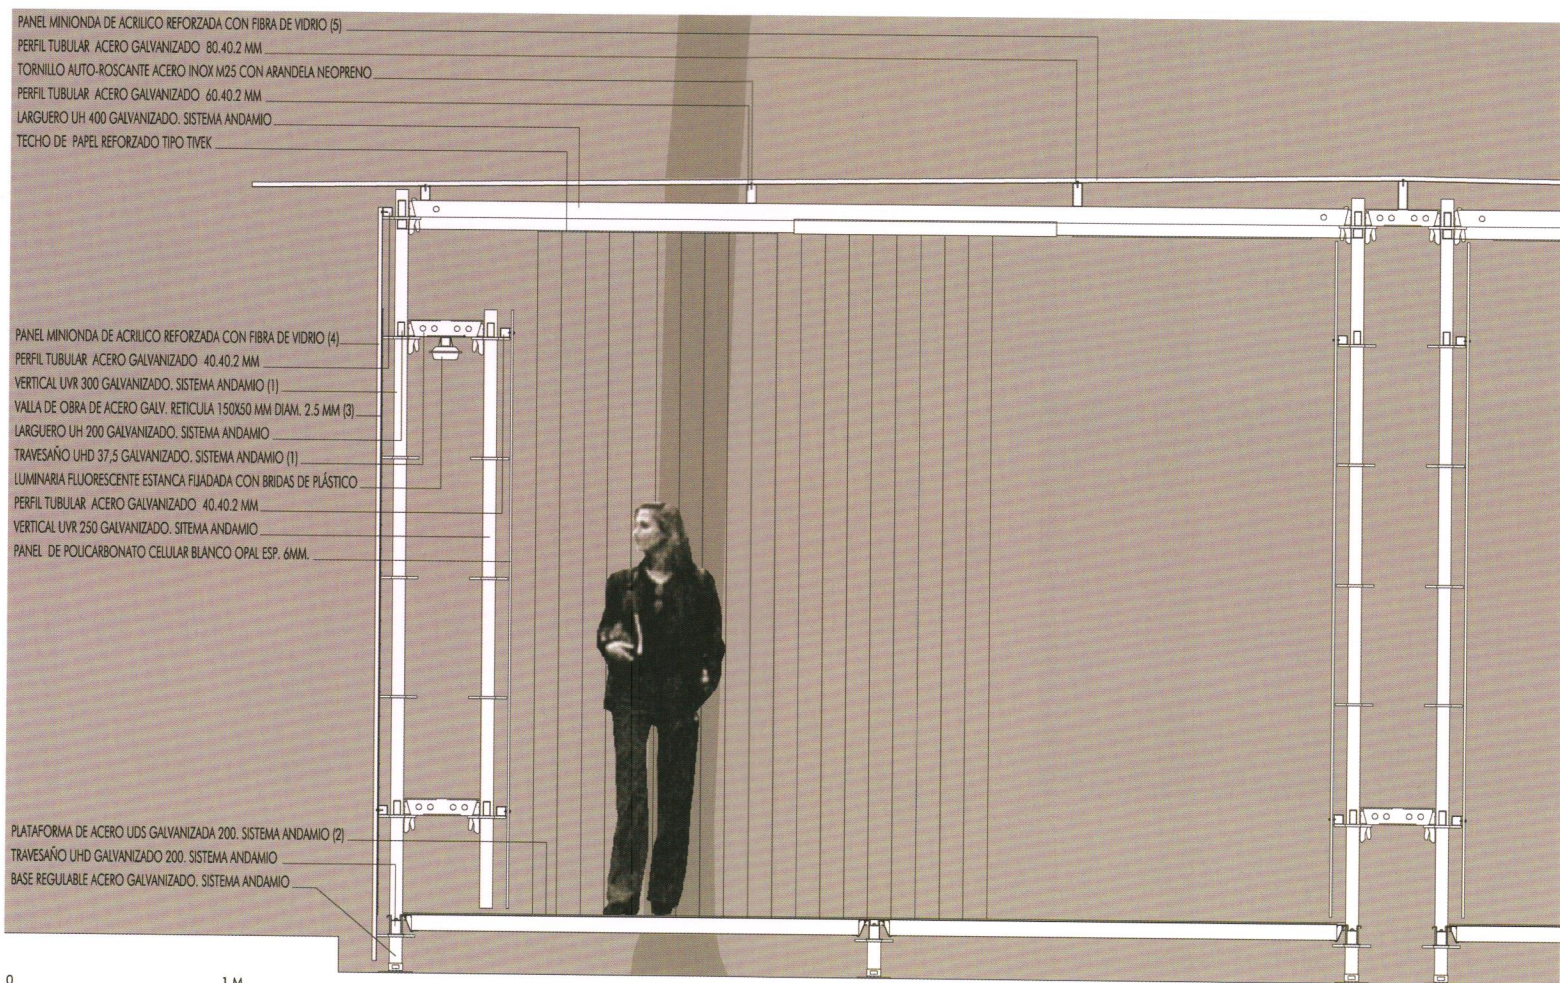 PANEL MINIONDA DE ACRILICO REFORZADA CON FIBRA DE VIDRIO (5)
PERFIL TUBULAR ACERO GALVANIZADO 80.40.2 MM
TORNILLO AUTO-ROSCANTE ACERO INOX M25 CON ARANDELA NEOPRENO
PERFIL TUBULAR ACERO GALVANIZADO 60.40.2 MM
LARGUERO UH 400 GALVANIZADO. SISTEMA ANDAMIO
TECHO DE PAPEL REFORZADO TIPO TIVEK
PANEL MINIONDA DE ACRILICO REFORZADA CON FIBRA DE VIDRIO (4)
PERFIL TUBULAR ACERO GALVANIZADO 40.40.2 MM
VERTICAL UVR 300 GALVANIZADO. SISTEMA ANDAMIO (1)
VALLA DE OBRA DE ACERO GALV. RETICULA 150X50 MM DIAM. 2.5 MM (3)
LARGUERO UH 200 GALVANIZADO. SISTEMA ANDAMIO
TRAVESAÑO UHD 37,5 GALVANIZADO. SISTEMA ANDAMIO (1)
LUMINARIA FLUORESCENTE ESTANCA FIJADADA CON BRIDAS DE PLÁSTICO
PERFIL TUBULAR ACERO GALVANIZADO 40.40.2 MM
VERTICAL UVR 250 GALVANIZADO. SITEMA ANDAMIO
PANEL DE POLICARBONATO CELULAR BLANCO OPAL ESP. 6MM.
PLATAFORMA DE ACERO UDS GALVANIZADA 200. SISTEMA ANDAMIO (2)
TRAVESAÑO UHD GALVANIZADO 200. SISTEMA ANDAMIO
BASE REGULABLE ACERO GALVANIZADO. SISTEMA ANDAMIO
0 1 M